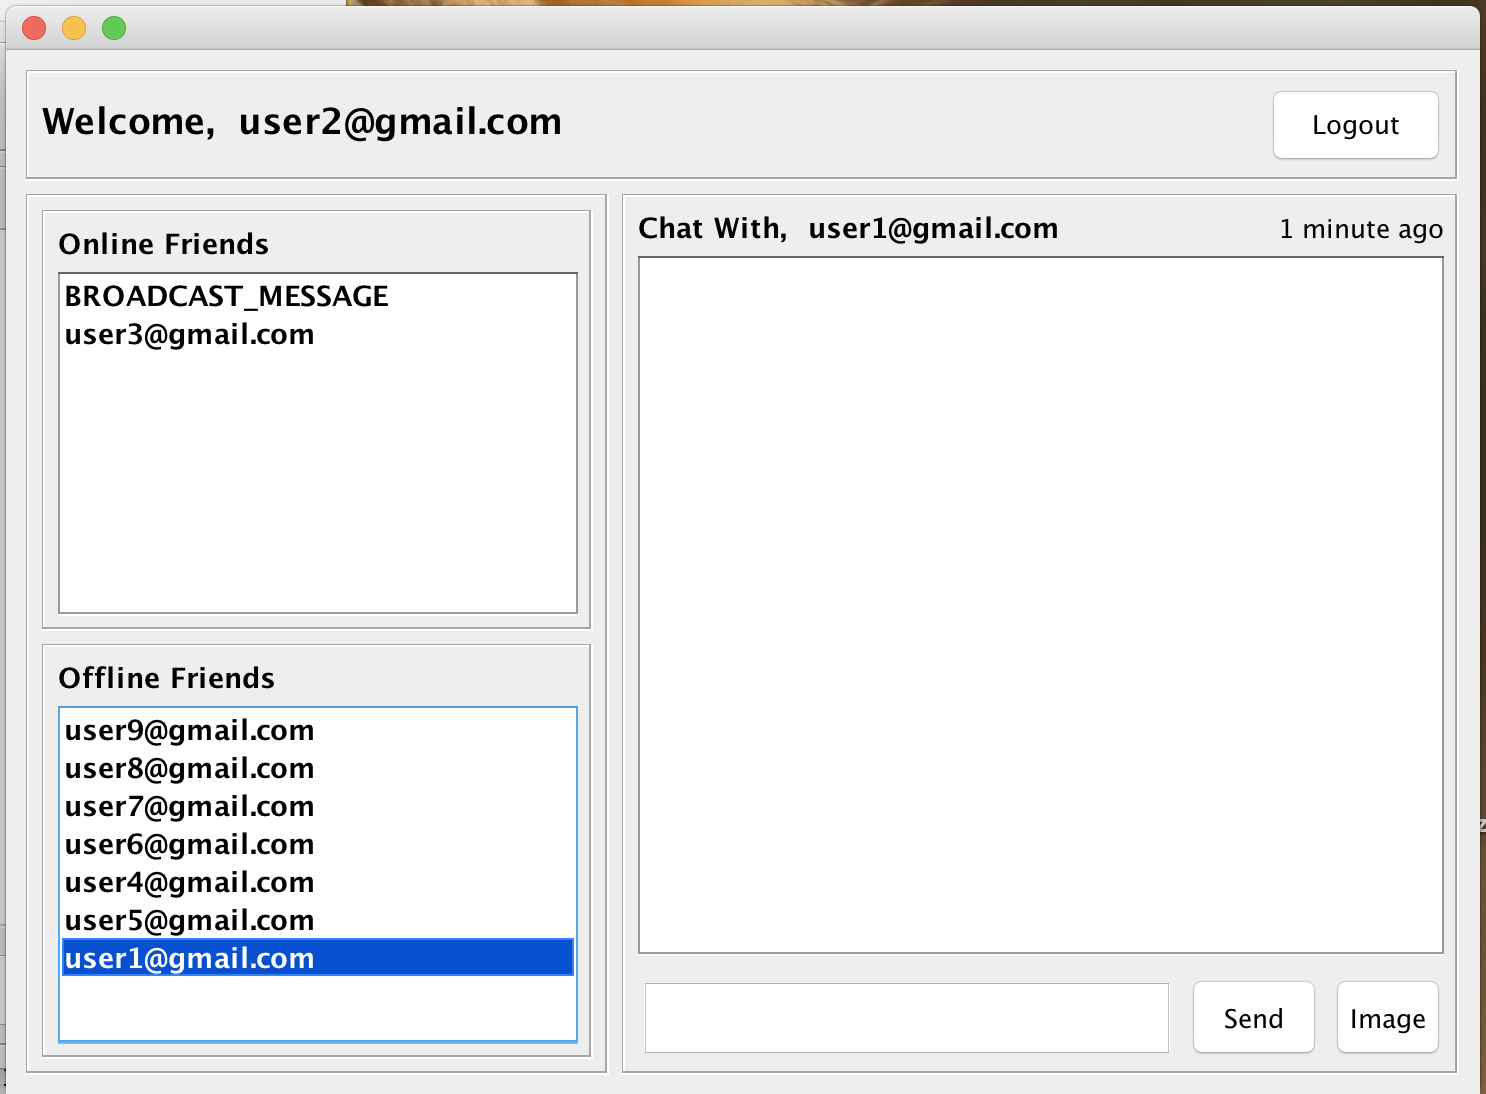 Welcome, user2@gmail.com
Logout
Online Friends
BROADCAST_MESSAGE
user3@gmail.com
Offline Friends
user9@gmail.com
user8@gmail.com
user7@gmail.com
user6@gmail.com
user4@gmail.com
user5@gmail.com
user1@gmail.com
Chat With, user1@gmail.com
1 minute ago
Send
Image